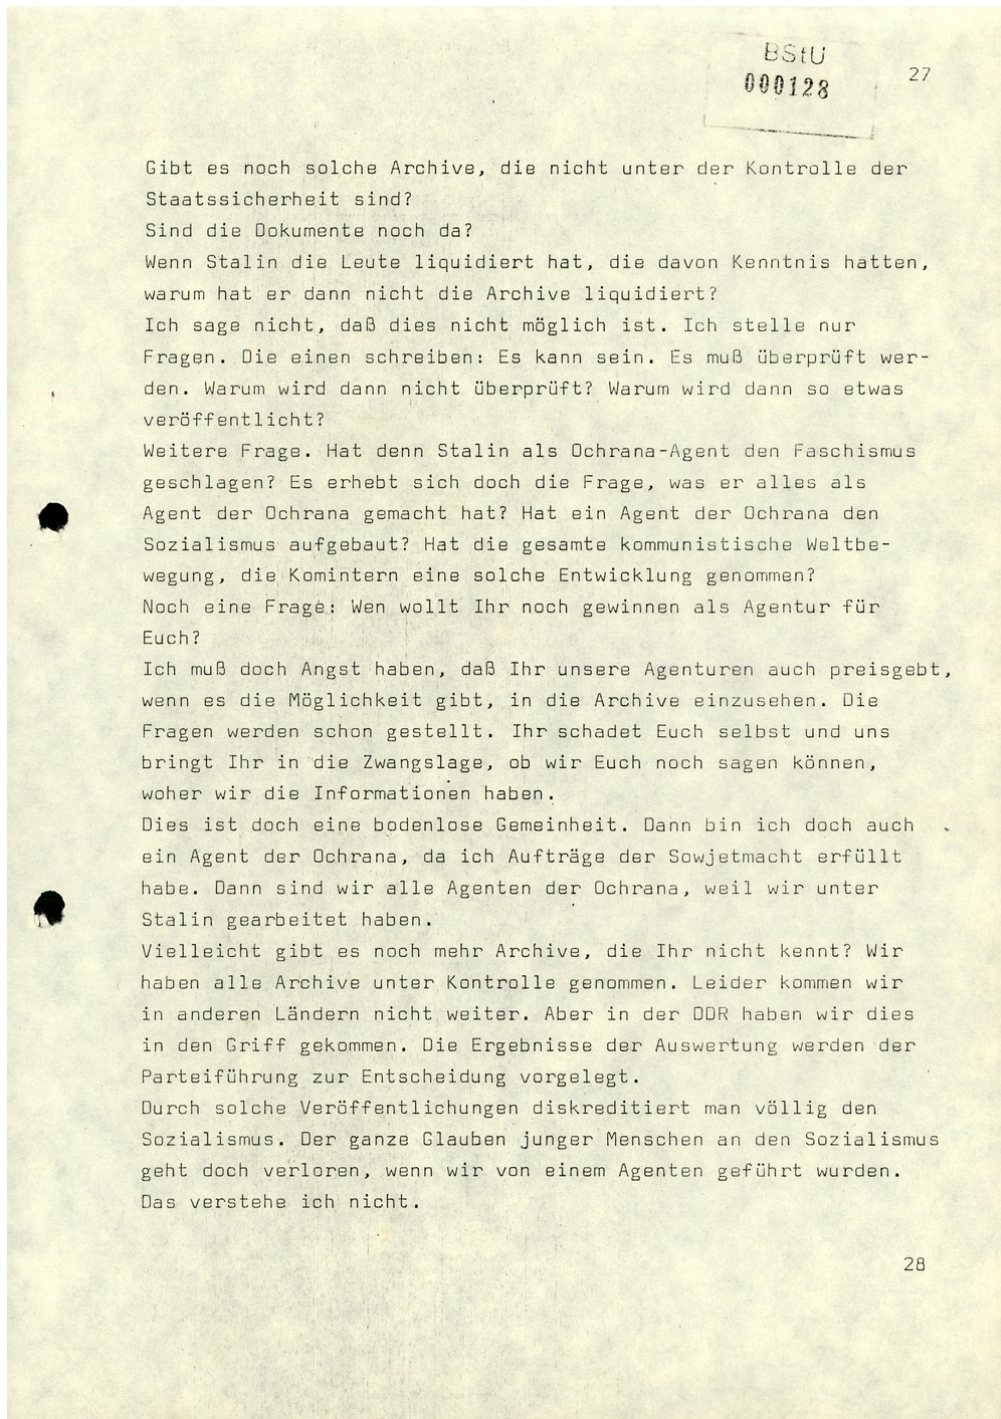 BStU
000128
27
Gibt es noch solche Archive, die nicht unter der Kontrolle der
Staatssicherheit sind?
Sind die Dokumente noch da?
Wenn Stalin die Leute liquidiert hat, die davon Kenntnis hatten,
warum hat er dann nicht die Archive liquidiert?
Ich sage nicht, daß dies nicht möglich ist. Ich stelle nur
Fragen. Die einen schreiben: Es kann sein. Es muß überprüft wer-
den. Warum wird dann nicht überprüft? Warum wird dann so etwas
veröffentlicht?
Weitere Frage. Hat denn Stalin als Ochrana-Agent den Faschismus
geschlagen? Es erhebt sich doch die Frage, was er alles als
Agent der Ochrana gemacht hat? Hat ein Agent der Ochrana den
Sozialismus aufgebaut? Hat die gesamte kommunistische Weltbe-
wegung, die Komintern eine solche Entwicklung genommen?
Noch eine Frage: Wen wollt Ihr noch gewinnen als Agentur für
Euch?
Ich muß doch Angst haben, daß Ihr unsere Agenturen auch preisgebt,
wenn es die Möglichkeit gibt, in die Archive einzusehen. Die
Fragen werden schon gestellt. Ihr schadet Euch selbst und uns
bringt Ihr in die Zwangslage, ob wir Euch noch sagen können,
woher wir die Informationen haben.
Dies ist doch eine bodenlose Gemeinheit. Dann bin ich doch auch
ein Agent der Ochrana, da ich Aufträge der Sowjetmacht erfüllt
habe. Dann sind wir alle Agenten der Ochrana, weil wir unter
Stalin gearbeitet haben.
Vielleicht gibt es noch mehr Archive, die Ihr nicht kennt? Wir
haben alle Archive unter Kontrolle genommen. Leider kommen wir
in anderen Ländern nicht weiter. Aber in der DDR haben wir dies
in den Griff gekommen. Die Ergebnisse der Auswertung werden der
Parteiführung zur Entscheidung vorgelegt.
Durch solche Veröffentlichungen diskreditiert man völlig den
Sozialismus. Der ganze Glauben junger Menschen an den Sozialismus
geht doch verloren, wenn wir von einem Agenten geführt wurden.
Das verstehe ich nicht.
28